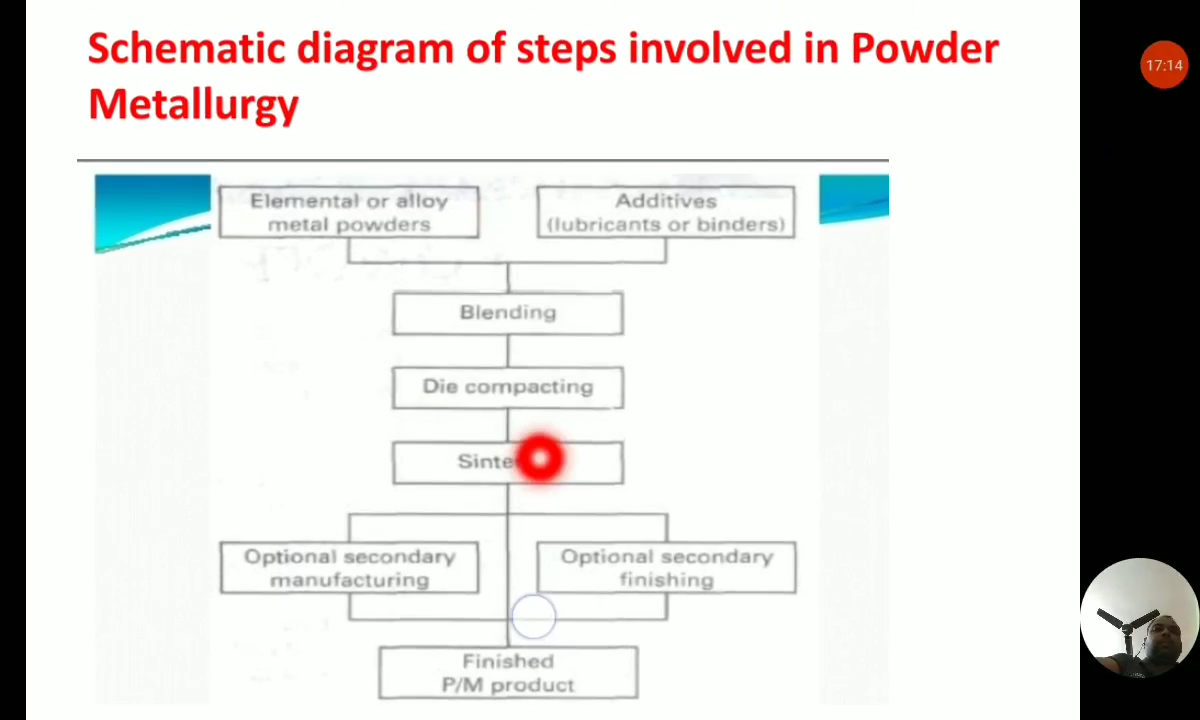 Schematic diagram of steps involved in Powder
Metallurgy
17:14
Elemental or alloy
metal powders
Additives
(lubricants or binders)
Blending
Die compacting
Sinte
Optional secondary
manufacturing
Optional secondary
finishing
Finished
P/M product